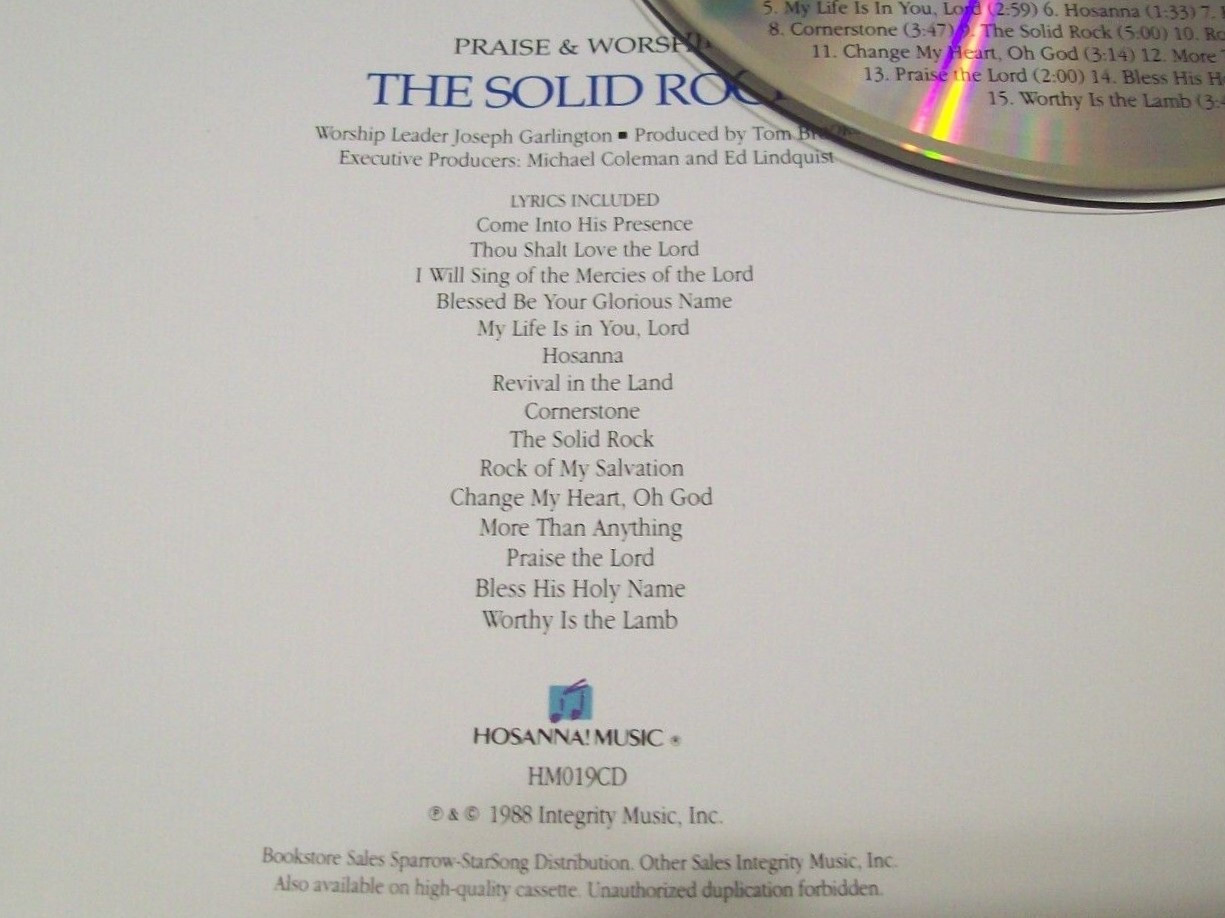 PRAISE & WORSHIP
THE SOLID ROCK
Worship Leader Joseph Garlington ▪ Produced by Tom
Executive Producers: Michael Coleman and Ed Lindquist
LYRICS INCLUDED
Come Into His Presence
Thou Shalt Love the Lord
I Will Sing of the Mercies of the Lord
Blessed Be Your Glorious Name
My Life Is in You, Lord
Hosanna
Revival in the Land
Cornerstone
The Solid Rock
Rock of My Salvation
Change My Heart, Oh God
More Than Anything
Praise the Lord
Bless His Holy Name
Worthy Is the Lamb
HOSANNA! MUSIC ®
HM019CD
℗ & © 1988 Integrity Music, Inc.
Bookstore Sales Sparrow-StarSong Distribution. Other Sales Integrity Music, Inc.
Also available on high-quality cassette. Unauthorized duplication forbidden.
5. My Life Is In You, Lord (2:59) 6. Hosanna (1:33) 7.
8. Cornerstone (3:47) 9. The Solid Rock (5:00) 10.
11. Change My Heart, Oh God (3:14) 12. More
13. Praise the Lord (2:00) 14. Bless His
15. Worthy Is the Lamb